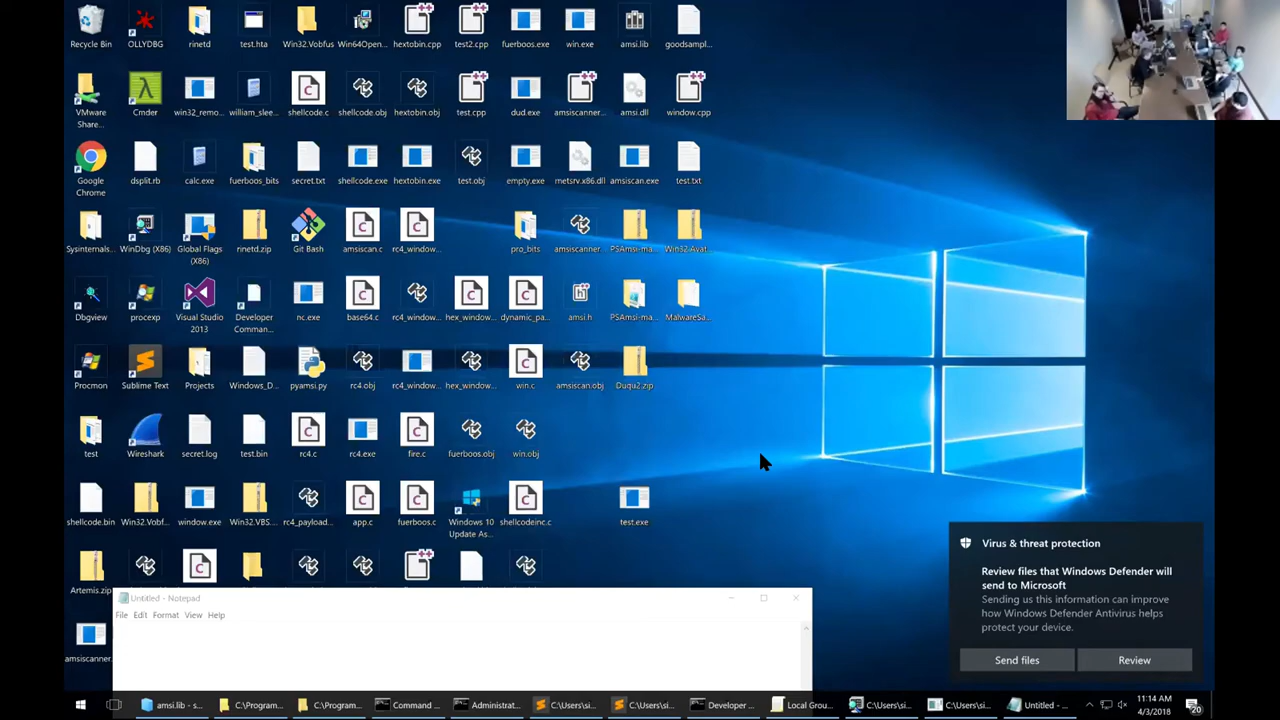 Recycle Bin
OLLYDBG
rinetd
test.hta
Win32.Vobfus
Win64Open...
hextobin.cpp
test2.cpp
fuerboos.exe
win.exe
amsi.lib
goodsampl...
VMware
Share...
Cmder
win32_remo...
william_slee...
shellcode.c
shellcode.obj
hextobin.obj
test.cpp
dud.exe
amsiscanner...
amsi.dll
window.cpp
Google
Chrome
dsplit.rb
calc.exe
fuerboos_bits
secret.txt
shellcode.exe
hextobin.exe
test.obj
empty.exe
metsrv.x86.dll
amsiscan.exe
test.txt
Sysinternals...
WinDbg (X86)
Global Flags
(X86)
rinetd.zip
Git Bash
amsiscan.c
rc4_window...
pro_bits
amsiscanner...
PSAmsi-ma...
Win32.Avat...
Dbgview
procexp
Visual Studio
2013
Developer
Comman...
nc.exe
base64.c
rc4_window...
hex_window...
dynamic_pa...
amsi.h
PSAmsi-ma...
MalwareSa...
Procmon
Sublime Text
Projects
Windows_D...
pyamsi.py
rc4.obj
rc4_window...
hex_window...
win.c
amsiscan.obj
Duqu2.zip
test
Wireshark
secret.log
test.bin
rc4.c
rc4.exe
fire.c
fuerboos.obj
win.obj
shellcode.bin
Win32.Vobf...
window.exe
Win32.VBS...
rc4_payload...
app.c
fuerboos.c
Windows 10
Update As...
shellcodeinc.c
test.exe
Artemis.zip
amsiscanner...
Untitled - Notepad
File Edit Format View Help
Virus & threat protection
Review files that Windows Defender will
send to Microsoft
Sending us this information can improve
how Windows Defender Antivirus helps
protect your device.
Send files
Review
amsi.lib - s...
C:\Program...
C:\Program...
Command ...
Administrat...
C:\Users\si...
C:\Users\si...
Developer ...
Local Grou...
C:\Users\si...
C:\Users\si...
Untitled - ...
11:14 AM
4/3/2018
20